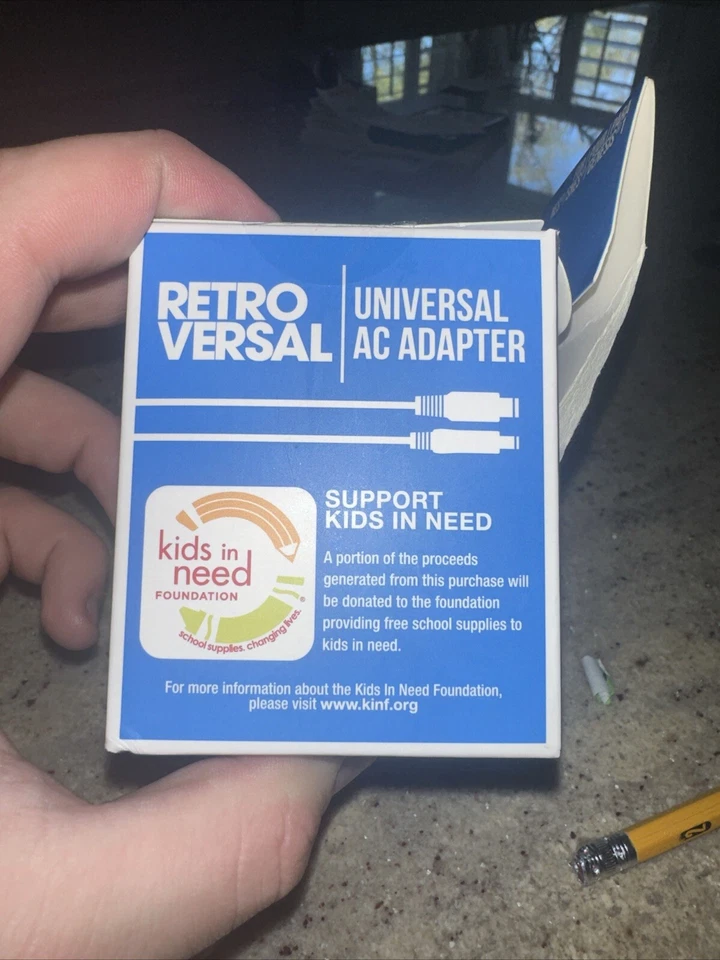 RETRO
VERSAL
UNIVERSAL
AC ADAPTER
kids in
need
FOUNDATION
school supplies. changing lives.®
SUPPORT
KIDS IN NEED
A portion of the proceeds
generated from this purchase will
be donated to the foundation
providing free school supplies to
kids in need.
For more information about the Kids In Need Foundation,
please visit www.kinf.org
2